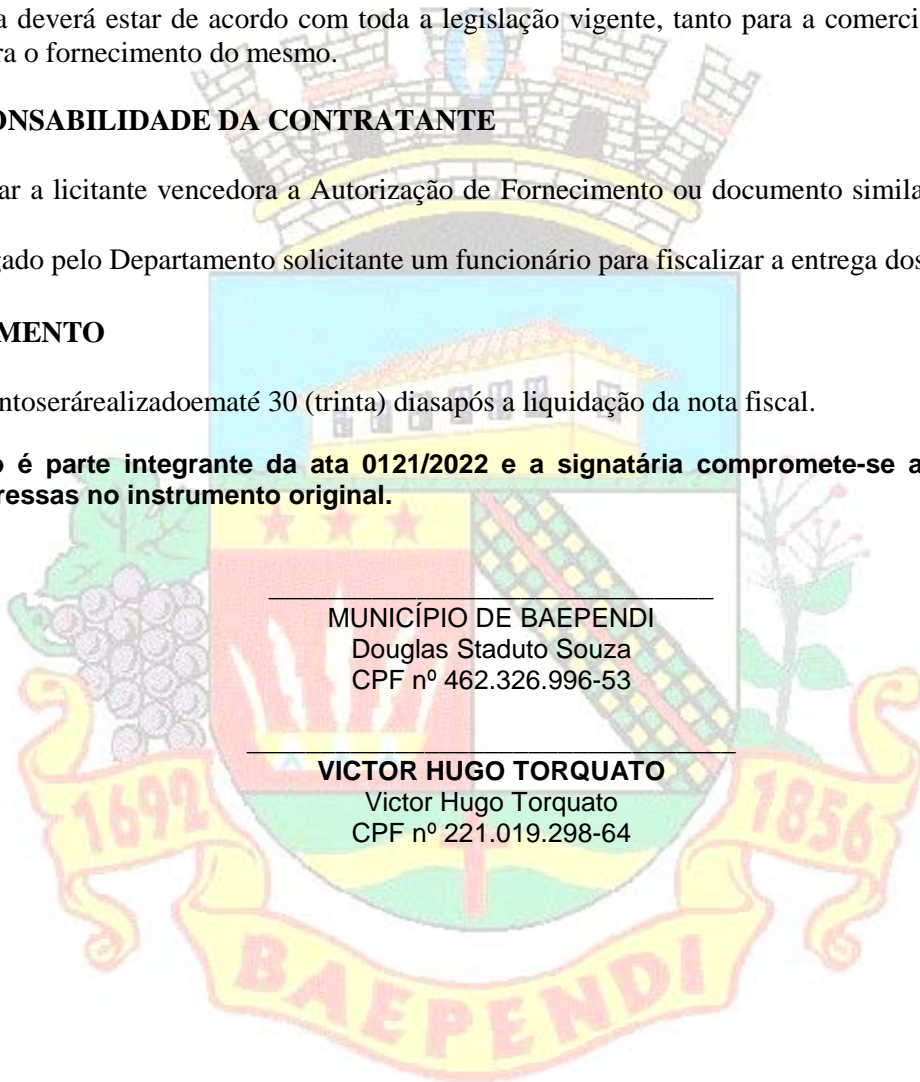 a deverá estar de acordo com toda a legislação vigente, tanto para a comerci
ra o fornecimento do mesmo.
ONSABILIDADE DA CONTRATANTE
ar a licitante vencedora a Autorização de Fornecimento ou documento simila
gado pelo Departamento solicitante um funcionário para fiscalizar a entrega dos
MENTO
ntoserárealizadoematé 30 (trinta) diasapós a liquidação da nota fiscal.
o é parte integrante da ata 0121/2022 e a signatária compromete-se a
ressas no instrumento original.
MUNICÍPIO DE BAEPENDI
Douglas Staduto Souza
CPF nº 462.326.996-53
VICTOR HUGO TORQUATO
Victor Hugo Torquato
CPF nº 221.019.298-64
1692
1856
BAEPENDI